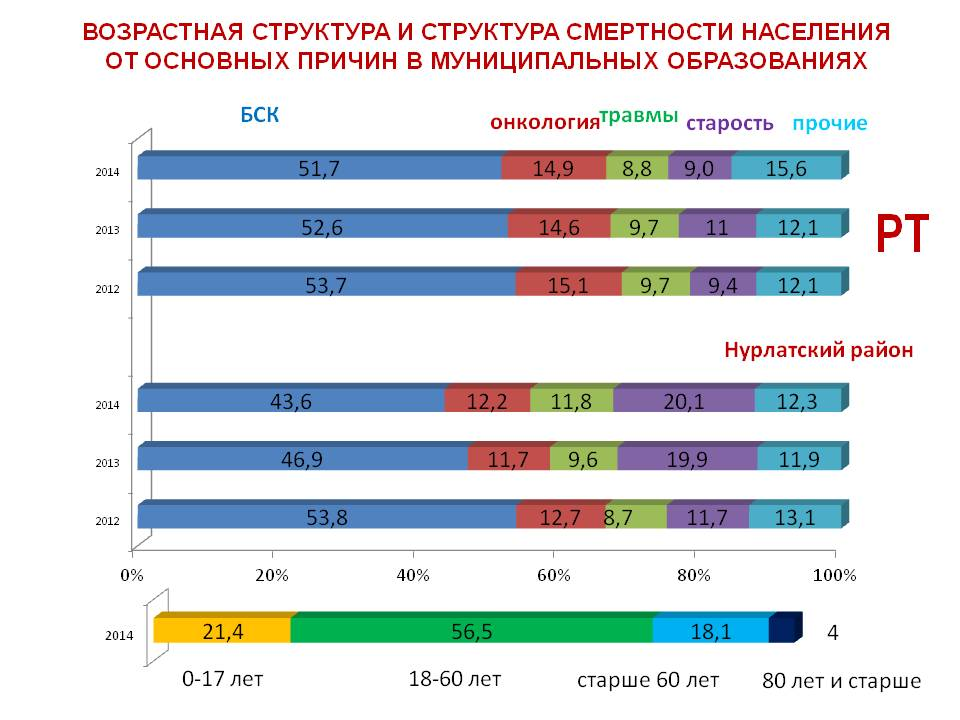 ВОЗРАСТНАЯ СТРУКТУРА И СТРУКТУРА СМЕРТНОСТИ НАСЕЛЕНИЯ
ОТ ОСНОВНЫХ ПРИЧИН В МУНИЦИПАЛЬНЫХ ОБРАЗОВАНИЯХ
БСК онкология травмы старость прочие
2014 51,7 14,9 8,8 9,0 15,6
2013 52,6 14,6 9,7 11 12,1
РТ
2012 53,7 15,1 9,7 9,4 12,1
Нурлатский район
2014 43,6 12,2 11,8 20,1 12,3
2013 46,9 11,7 9,6 19,9 11,9
2012 53,8 12,7 8,7 11,7 13,1
0% 20% 40% 60% 80% 100%
2014 21,4 56,5 18,1 4
0-17 лет 18-60 лет старше 60 лет 80 лет и старше